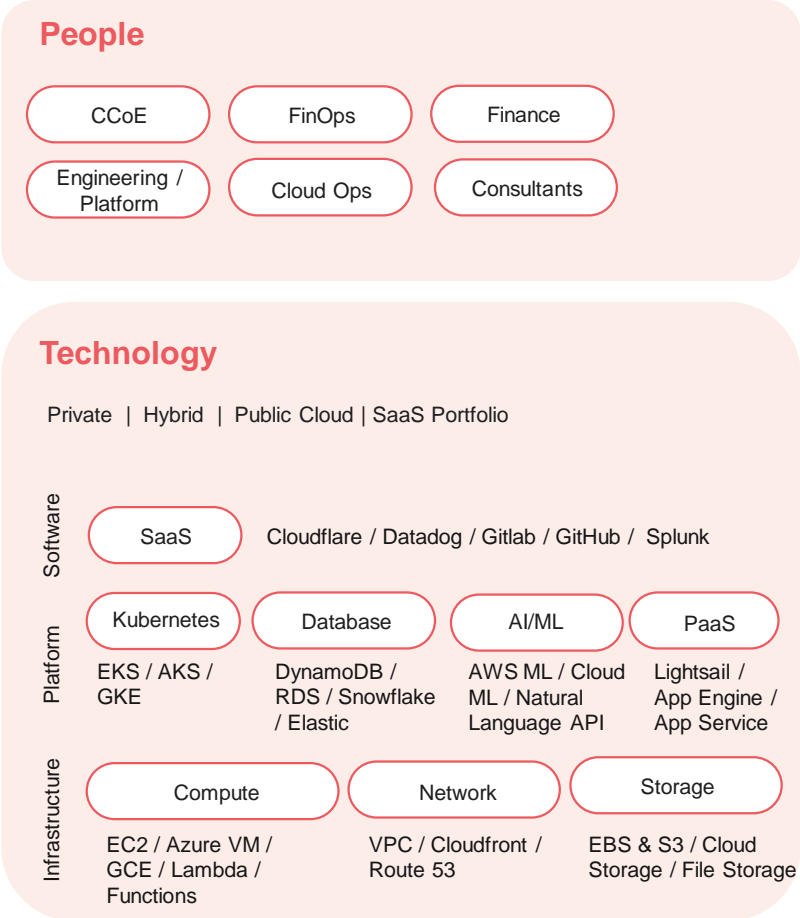 People
CCoE
FinOps
Finance
Engineering /
Platform
Cloud Ops
Consultants
Technology
Private | Hybrid | Public Cloud | SaaS Portfolio
Software
SaaS
Cloudflare / Datadog / Gitlab / GitHub / Splunk
Platform
Kubernetes
EKS / AKS /
GKE
Database
DynamoDB /
RDS / Snowflake
/ Elastic
AI/ML
AWS ML / Cloud
ML / Natural
Language API
PaaS
Lightsail /
App Engine /
App Service
Infrastructure
Compute
EC2 / Azure VM /
GCE / Lambda /
Functions
Network
VPC / Cloudfront /
Route 53
Storage
EBS & S3 / Cloud
Storage / File Storage